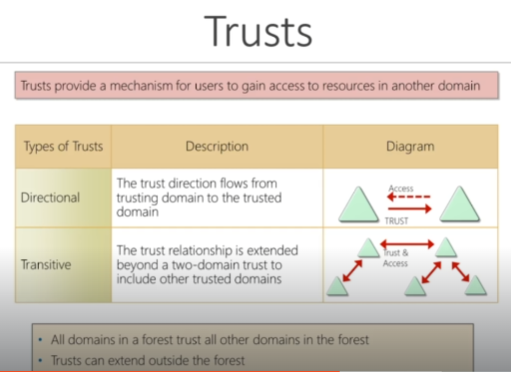 Trusts
Trusts provide a mechanism for users to gain access to resources in another domain
Types of Trusts
Description
Diagram
Directional
The trust direction flows from
trusting domain to the trusted
domain
Access
TRUST
Transitive
The trust relationship is extended
beyond a two-domain trust to
include other trusted domains
Trust &
Access
• All domains in a forest trust all other domains in the forest
• Trusts can extend outside the forest